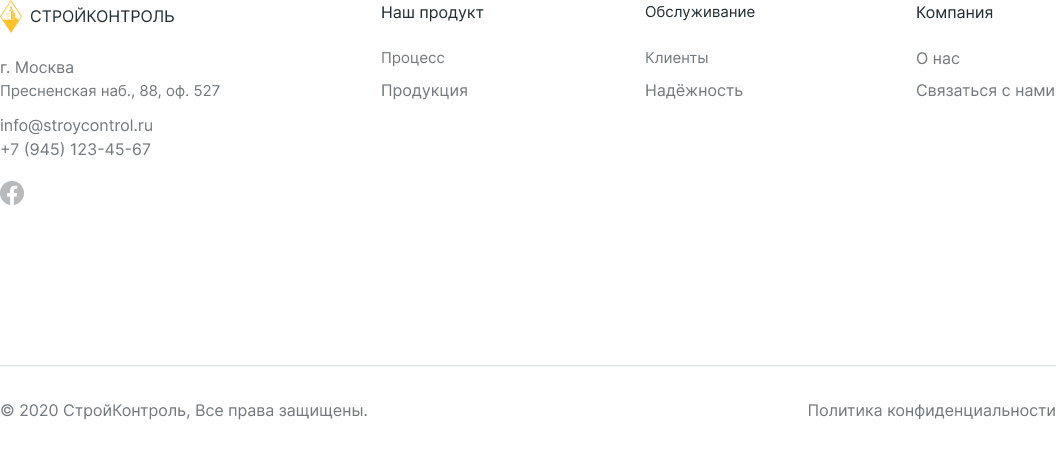 СТРОЙКОНТРОЛЬ
г. Москва
Пресненская наб., 88, оф. 527
info@stroycontrol.ru
+7 (945) 123-45-67
Наш продукт
Процесс
Продукция
Обслуживание
Клиенты
Надёжность
Компания
О нас
Связаться с нами
© 2020 СтройКонтроль, Все права защищены.
Политика конфиденциальности